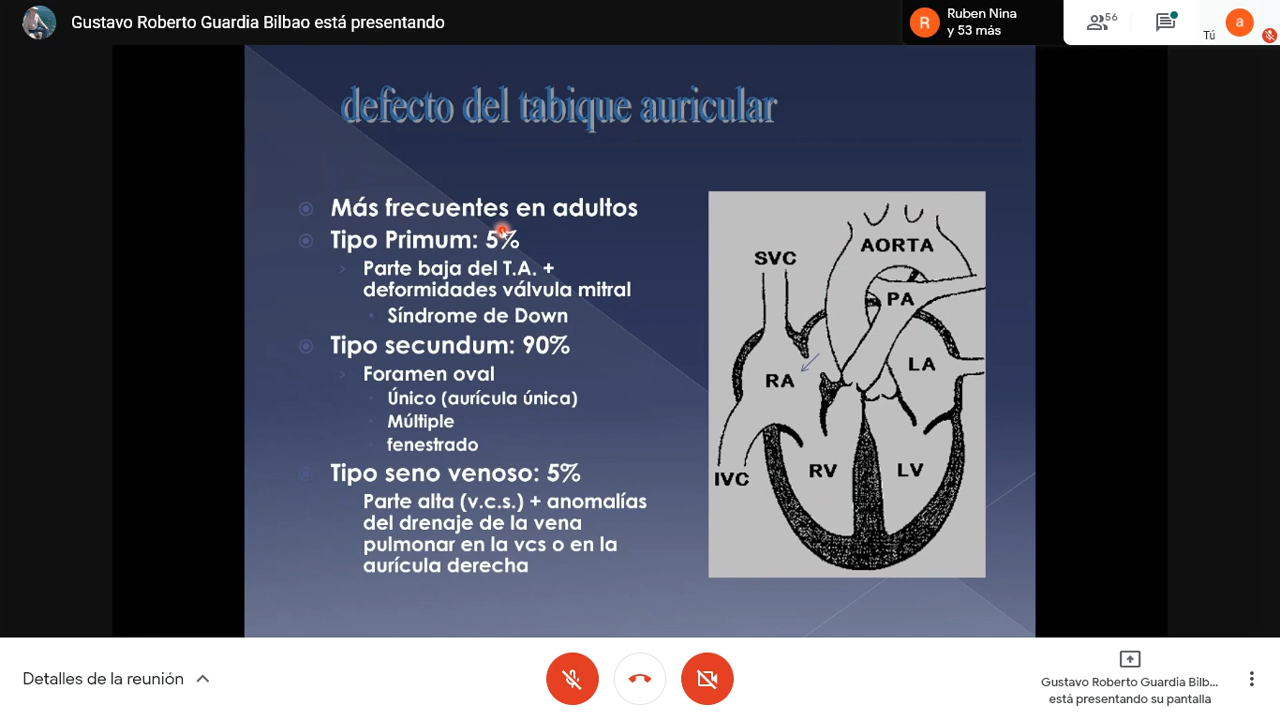 Gustavo Roberto Guardia Bilbao está presentando
R
Ruben Nina
y 53 más
56
Tú
a
defecto del tabique auricular
Más frecuentes en adultos
Tipo Primum: 5%
Parte baja del T.A. +
deformidades válvula mitral
Síndrome de Down
Tipo secundum: 90%
Foramen oval
Único (aurícula única)
Múltiple
fenestrado
Tipo seno venoso: 5%
Parte alta (v.c.s.) + anomalías
del drenaje de la vena
pulmonar en la vcs o en la
aurícula derecha
AORTA
SVC
PA
LA
RA
RV
LV
IVC
Detalles de la reunión
Gustavo Roberto Guardia Bilb...
está presentando su pantalla